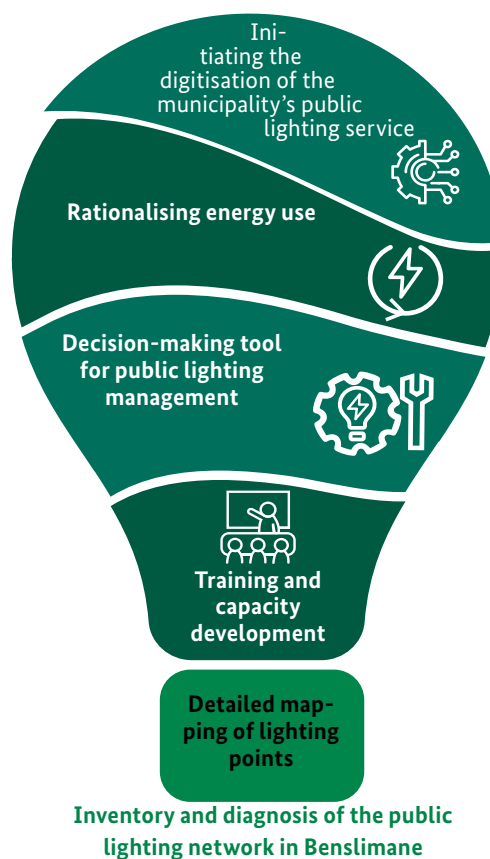 Ini-
tiating the
digitisation of the
municipality's public
lighting service
Rationalising energy use
Decision-making tool
for public lighting
management
Training and
capacity
development
Detailed map-
ping of lighting
points
Inventory and diagnosis of the public
lighting network in Benslimane